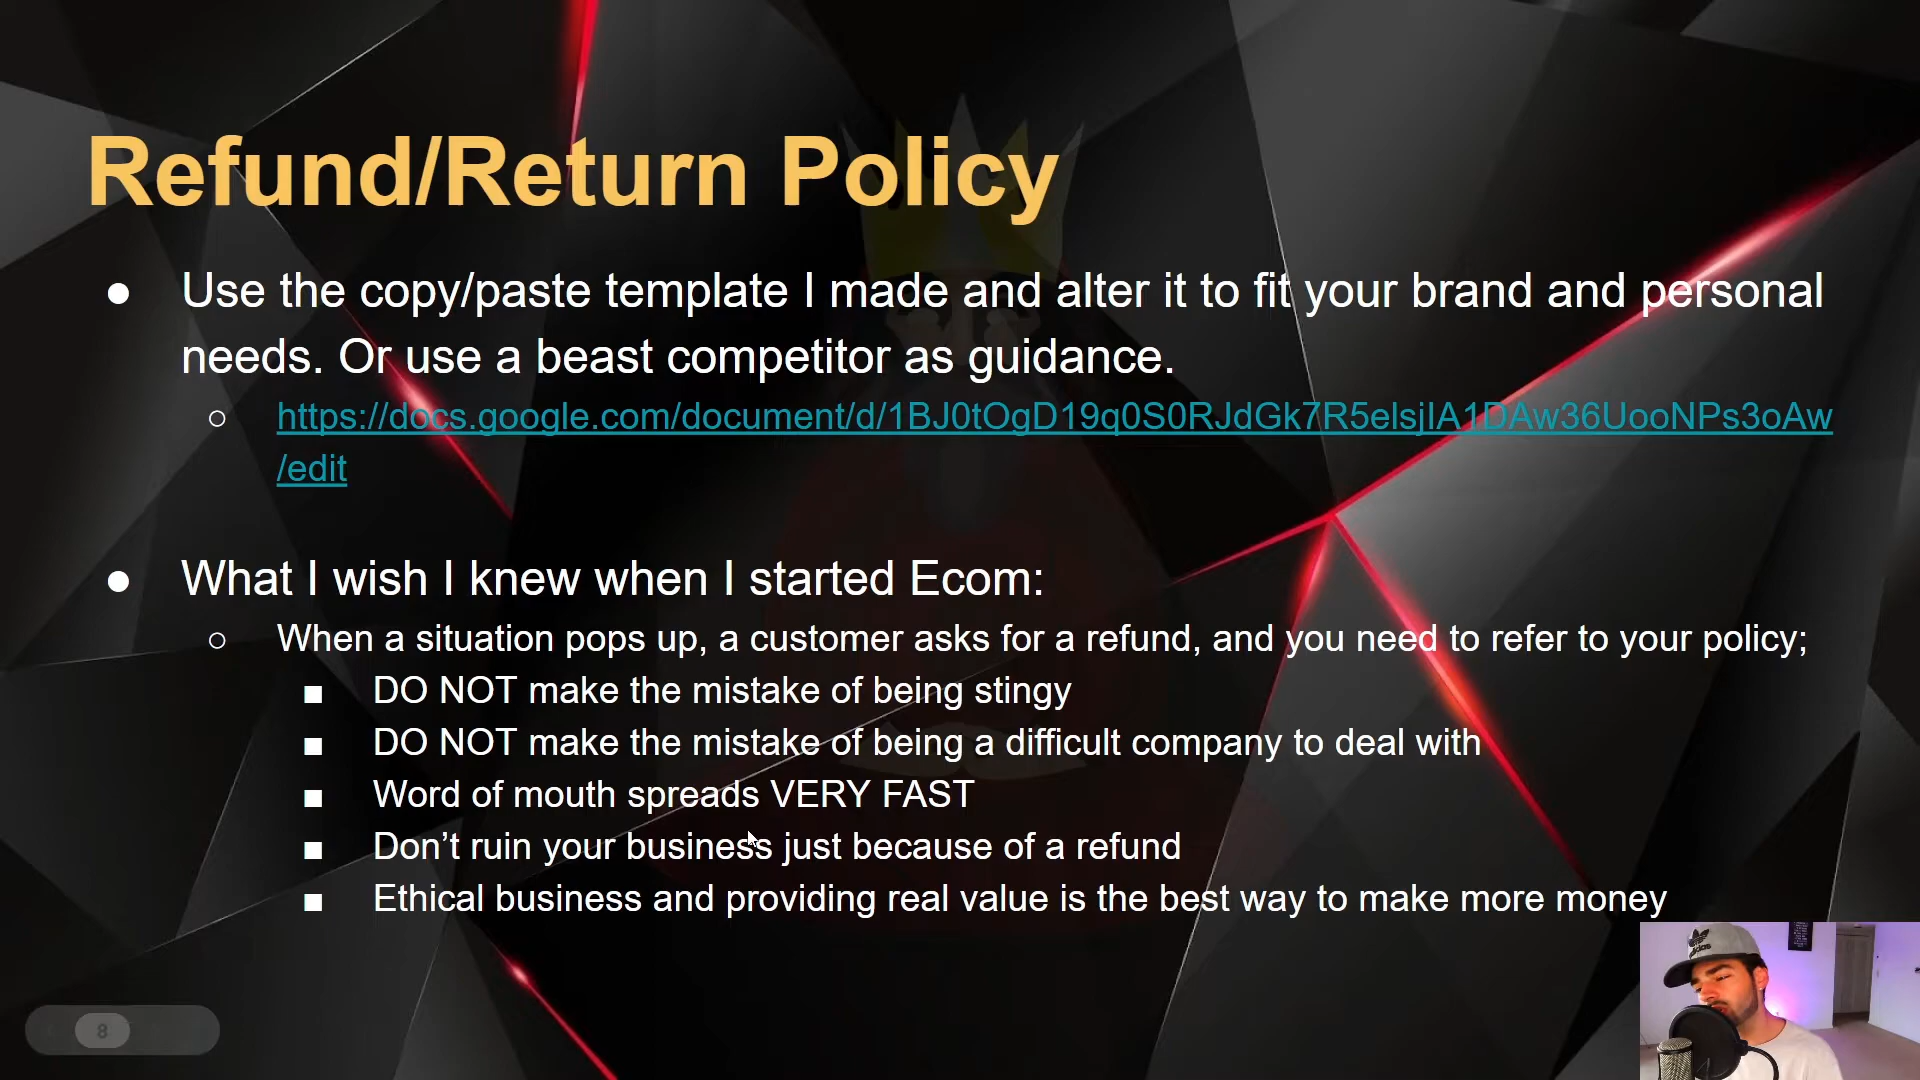 Refund/Return Policy
● Use the copy/paste template I made and alter it to fit your brand and personal
needs. Or use a beast competitor as guidance.
○ https://docs.google.com/document/d/1BJ0tOgD19q0S0RJdGk7R5elsjIA1DAw36UooNPs3oAw
/edit
● What I wish I knew when I started Ecom:
○ When a situation pops up, a customer asks for a refund, and you need to refer to your policy;
■ DO NOT make the mistake of being stingy
■ DO NOT make the mistake of being a difficult company to deal with
■ Word of mouth spreads VERY FAST
■ Don’t ruin your business just because of a refund
■ Ethical business and providing real value is the best way to make more money
8